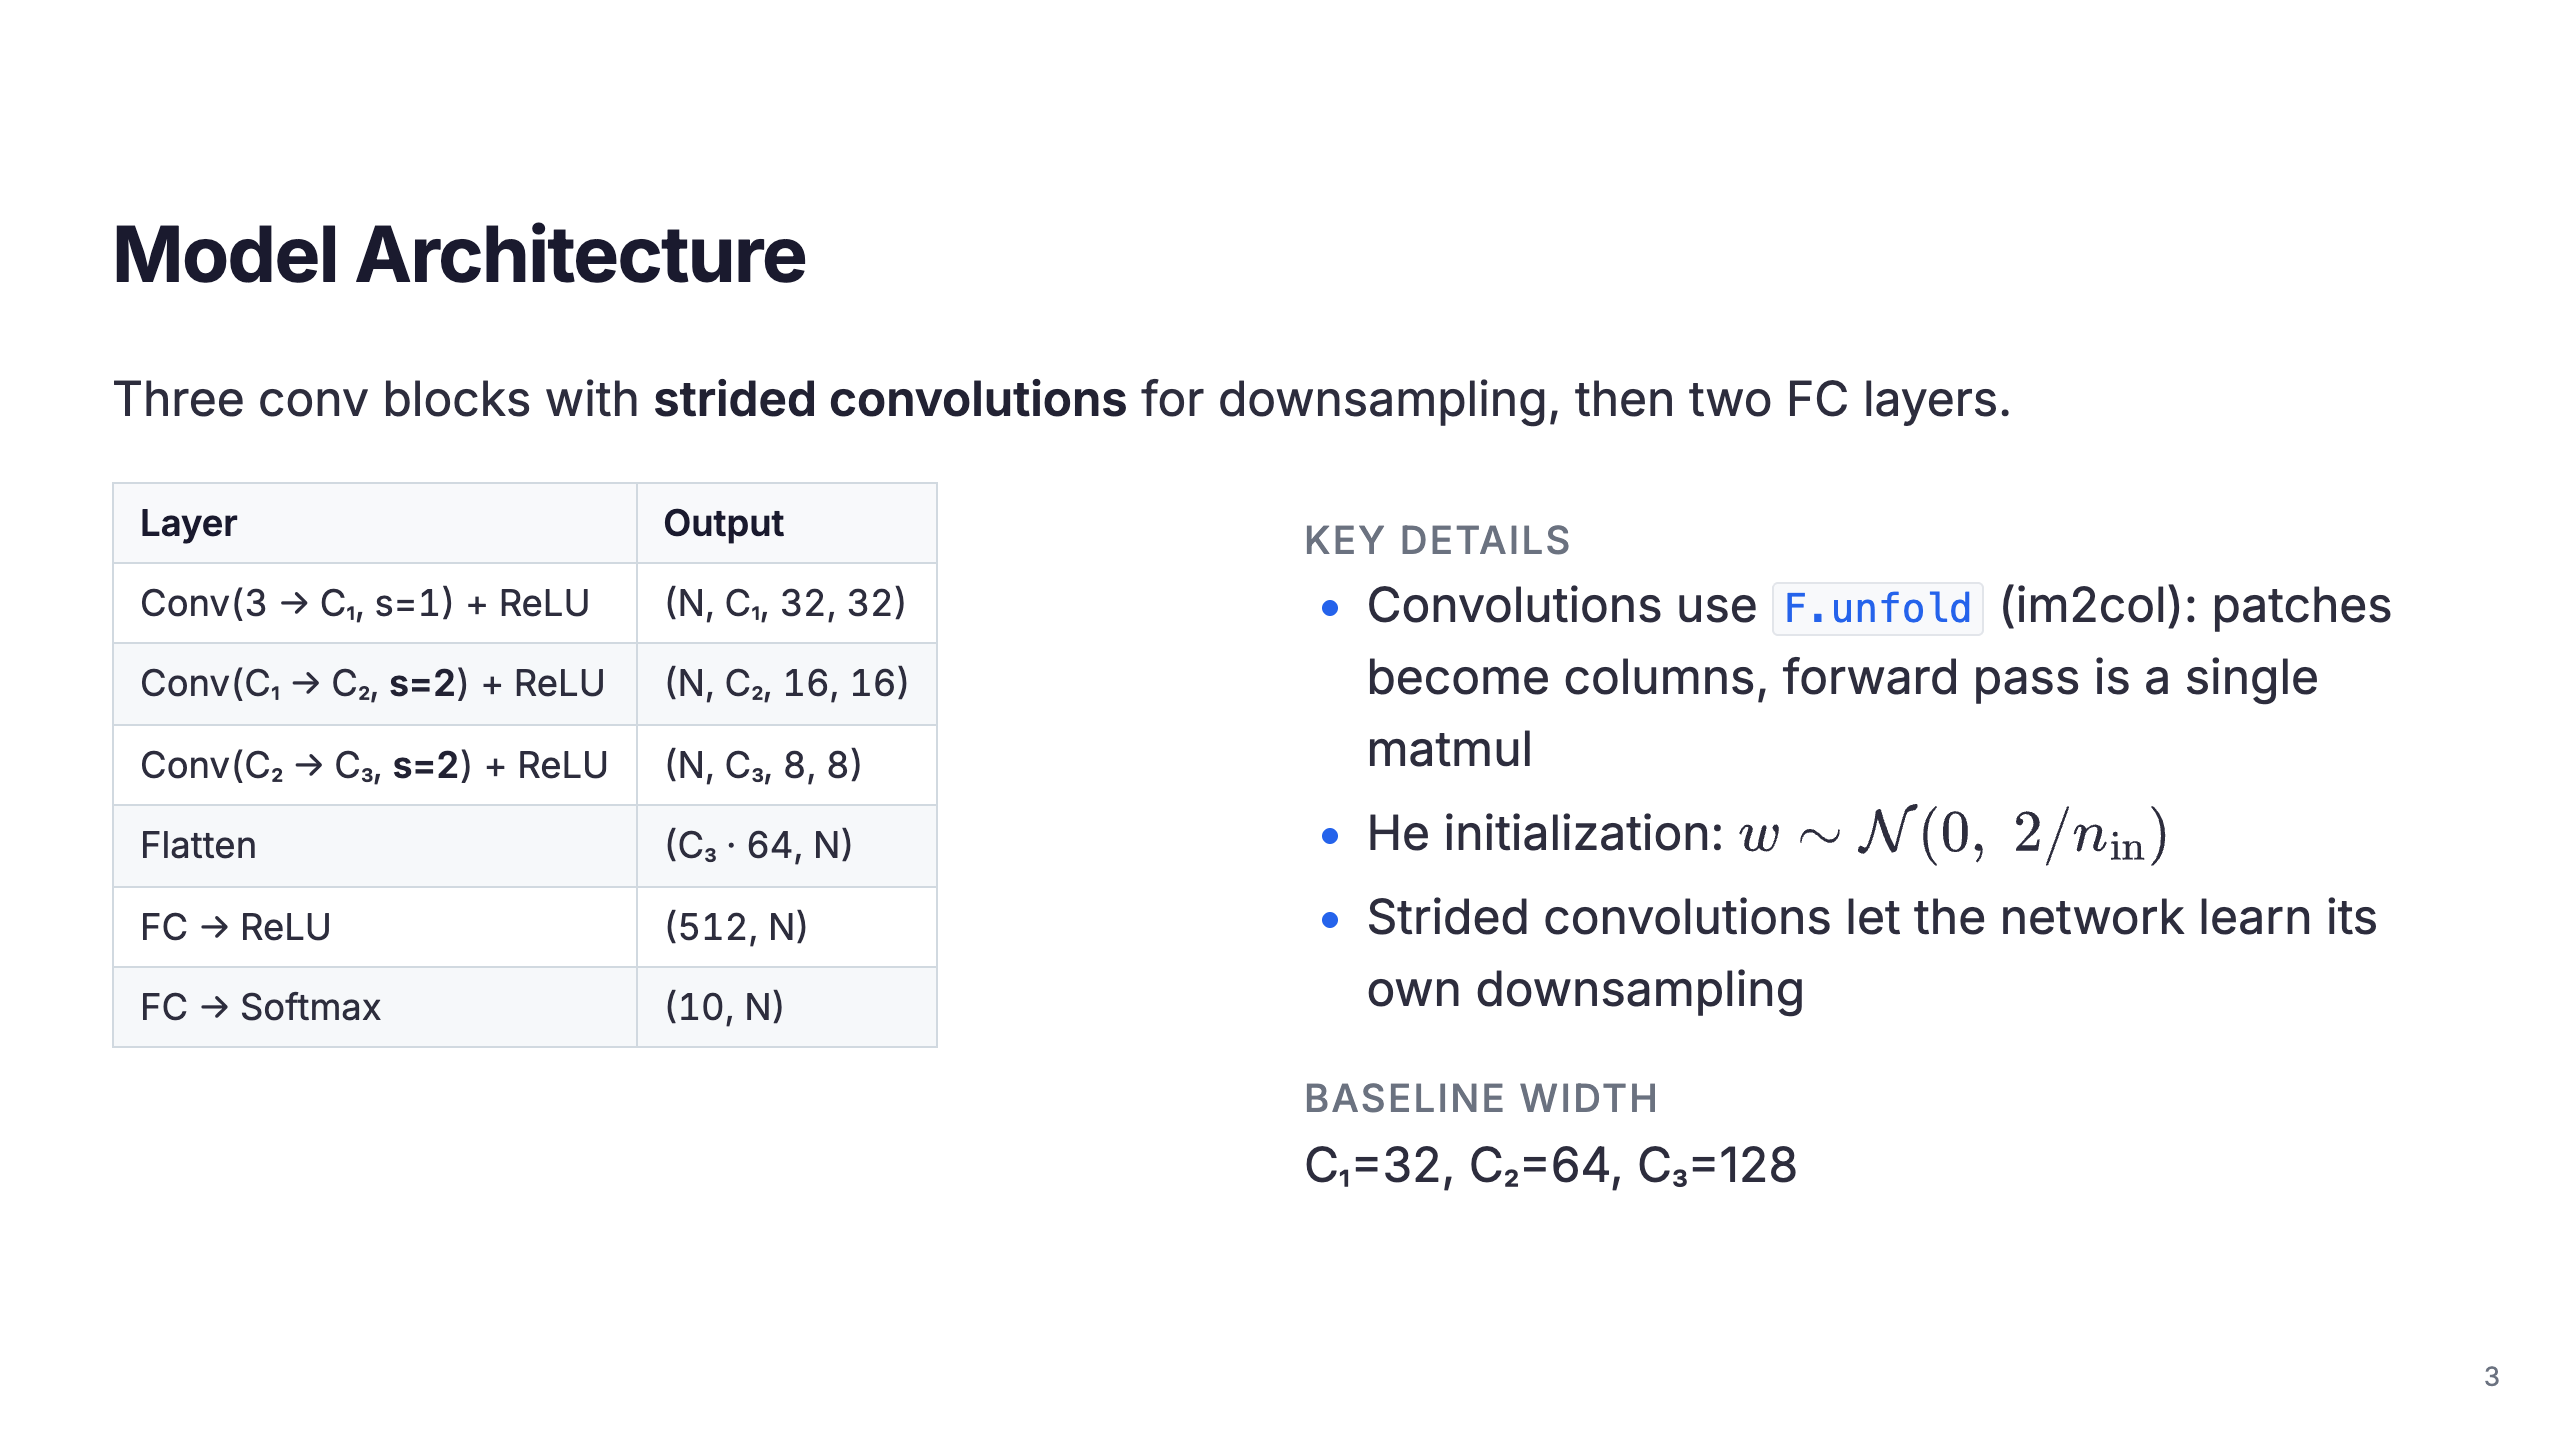 Model Architecture
Three conv blocks with strided convolutions for downsampling, then two FC layers.
Layer Output
Conv(3 → C₁, s=1) + ReLU (N, C₁, 32, 32)
Conv(C₁ → C₂, s=2) + ReLU (N, C₂, 16, 16)
Conv(C₂ → C₃, s=2) + ReLU (N, C₃, 8, 8)
Flatten (C₃ · 64, N)
FC → ReLU (512, N)
FC → Softmax (10, N)
KEY DETAILS
• Convolutions use F.unfold (im2col): patches
become columns, forward pass is a single
matmul
• He initialization: w ∼ 𝒩(0, 2/n_in)
• Strided convolutions let the network learn its
own downsampling
BASELINE WIDTH
C₁=32, C₂=64, C₃=128
3